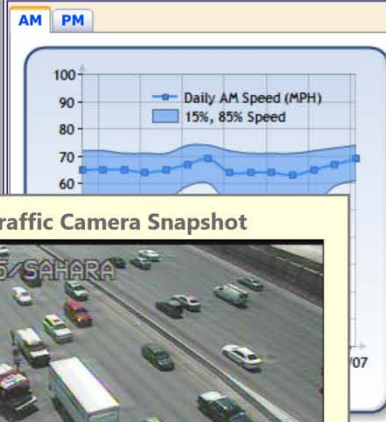 AM PM
100
90
80
70
60
Daily AM Speed (MPH)
15%, 85% Speed
raffic Camera Snapshot
5/SAHARA
/07